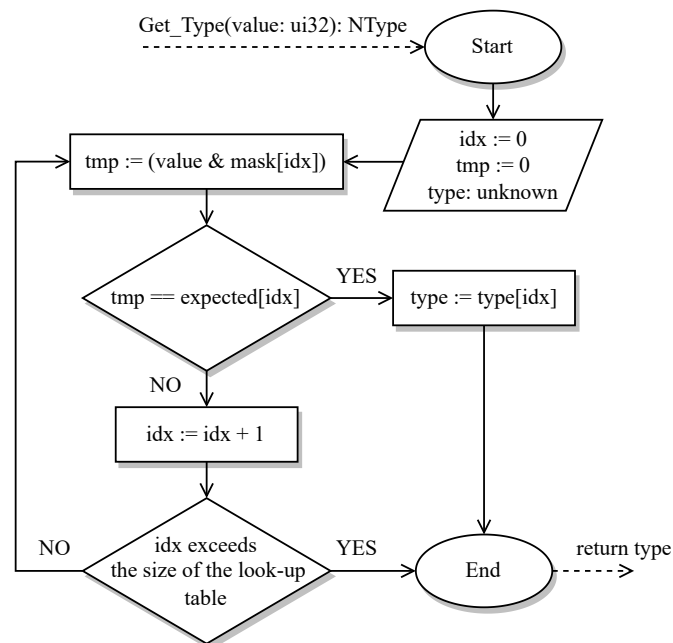 Get_Type(value: ui32): NType
Start
idx := 0
tmp := 0
type: unknown
tmp := (value & mask[idx])
tmp == expected[idx]
YES
type := type[idx]
NO
idx := idx + 1
NO
idx exceeds
the size of the look-up
table
YES
End
return type